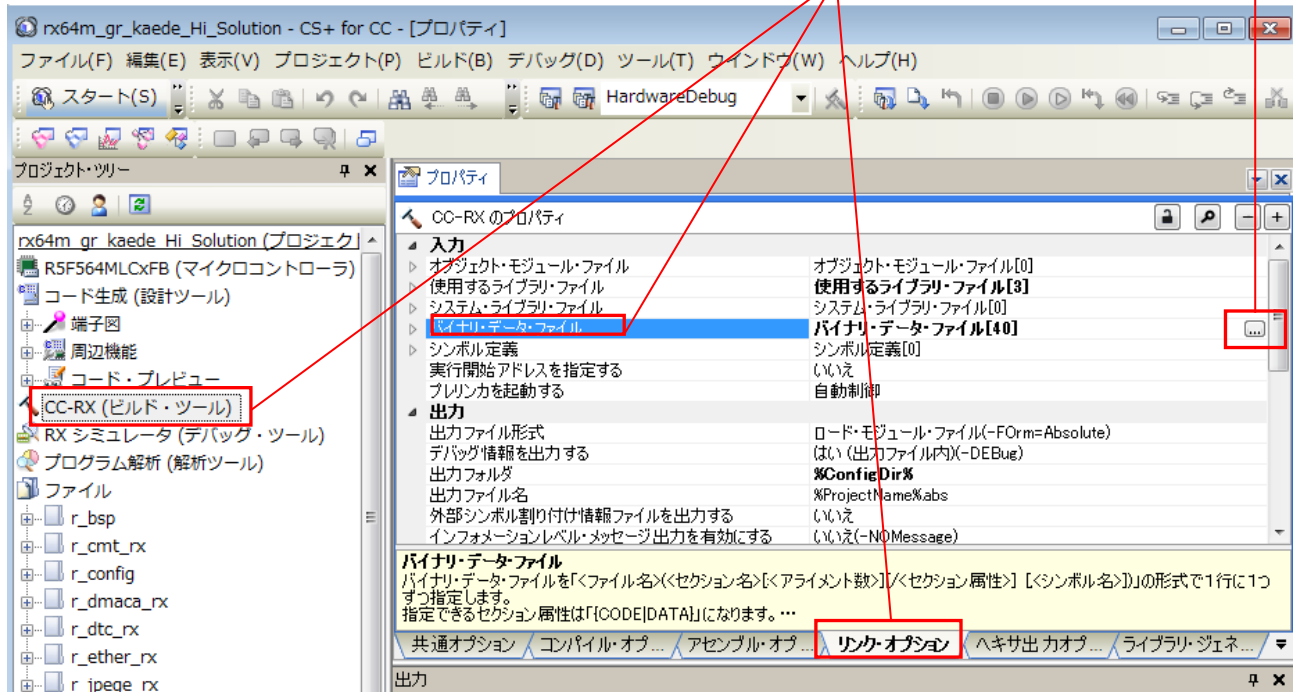 rx64m_gr_kaede_Hi_Solution - CS+ for CC - [プロパティ]
ファイル(F) 編集(E) 表示(V) プロジェクト(P) ビルド(B) デバッグ(D) ツール(T) ウインドウ(W) ヘルプ(H)
スタート(S) HardwareDebug
プロジェクト・ツリー
rx64m_gr_kaede_Hi_Solution (プロジェク
R5F564MLCxFB (マイクロコントローラ)
コード生成 (設計ツール)
端子図
周辺機能
コード・プレビュー
CC-RX (ビルド・ツール)
RX シミュレータ (デバッグ・ツール)
プログラム解析 (解析ツール)
ファイル
r_bsp
r_cmt_rx
r_config
r_dmaca_rx
r_dtc_rx
r_ether_rx
r_jpege_rx
プロパティ
CC-RX のプロパティ
入力
オブジェクト・モジュール・ファイル オブジェクト・モジュール・ファイル[0]
使用するライブラリ・ファイル 使用するライブラリ・ファイル[3]
システム・ライブラリ・ファイル システム・ライブラリ・ファイル[0]
バイナリ・データ・ファイル バイナリ・データ・ファイル[40] ...
シンボル定義 シンボル定義[0]
実行開始アドレスを指定する いいえ
プレリンカを起動する 自動制御
出力
出力ファイル形式 ロード・モジュール・ファイル(-FOrm=Absolute)
デバッグ情報を出力する はい(出力ファイル内)(-DEBug)
出力フォルダ %ConfigDir%
出力ファイル名 %ProjectName%.abs
外部シンボル割り付け情報ファイルを出力する いいえ
インフォメーションレベル・メッセージ出力を有効にする いいえ(-NOMessage)
バイナリ・データ・ファイル
バイナリ・データ・ファイルを「<ファイル名>(<セクション名>[<アライメント数>][/<セクション属性>] [<シンボル名>])」の形式で1行に1つ
ずつ指定します。
指定できるセクション属性は「{CODE|DATA}」になります。…
共通オプション コンパイル・オプ... アセンブル・オプ... リンク・オプション ヘキサ出力オプ... ライブラリ・ジェネ...
出力